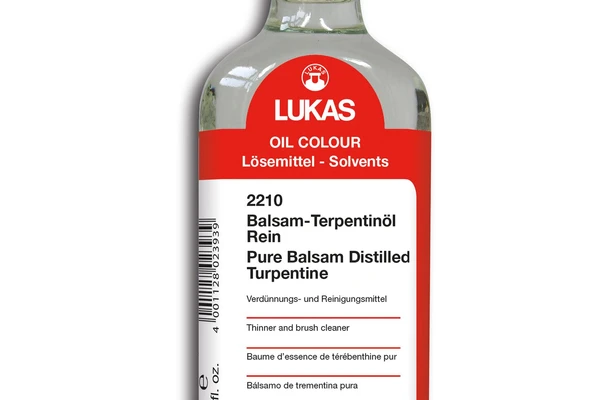 LUKAS
LUKAS
OIL COLOUR
Lösemittel - Solvents
2210
Balsam-Terpentinöl
Rein
Pure Balsam Distilled
Turpentine
Verdünnungs- und Reinigungsmittel
Thinner and brush cleaner
Baume d'essence de térébenthine pur
Bálsamo de trementina pura
4 001128 023939
e
fl. oz.